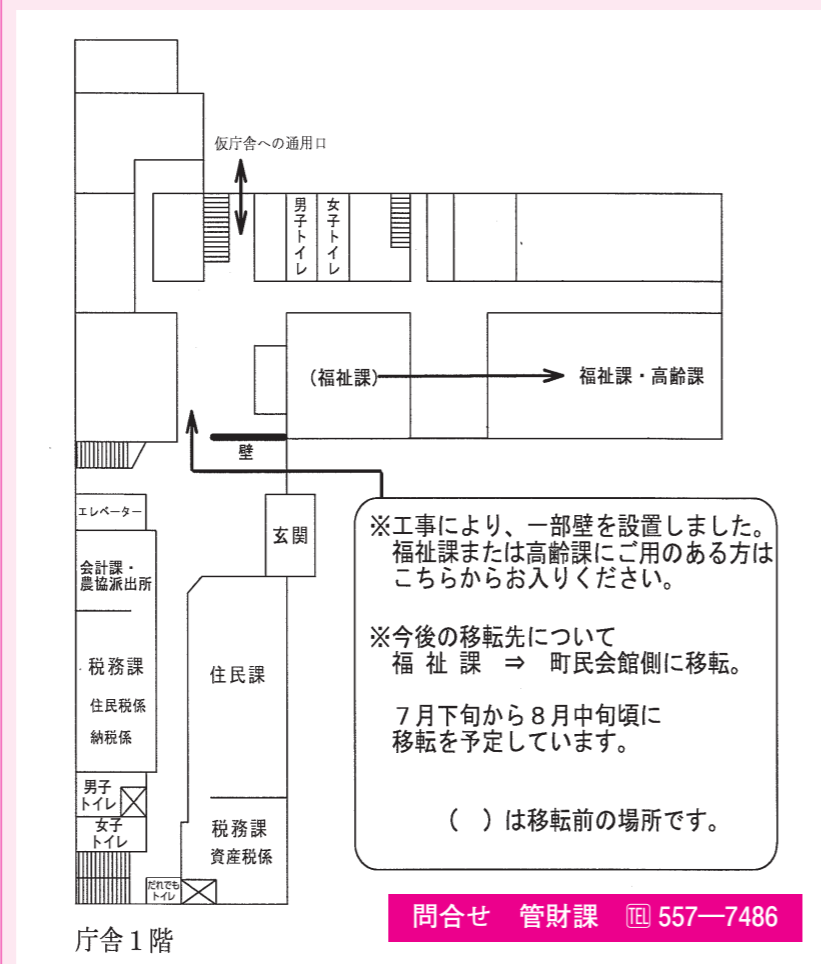 仮庁舎への通用口
男子トイレ
女子トイレ
(福祉課)
福祉課・高齢課
壁
エレベーター
玄関
会計課・
農協派出所
税務課
住民税係
納税係
住民課
男子
トイレ
女子
トイレ
税務課
資産税係
だれでも
トイレ
※工事により、一部壁を設置しました。
福祉課または高齢課にご用のある方は
こちらからお入りください。
※今後の移転先について
福 祉 課 ⇒ 町民会館側に移転。
7月下旬から8月中旬頃に
移転を予定しています。
( )は移転前の場所です。
問合せ 管財課 ℡ 557―7486
庁舎1階